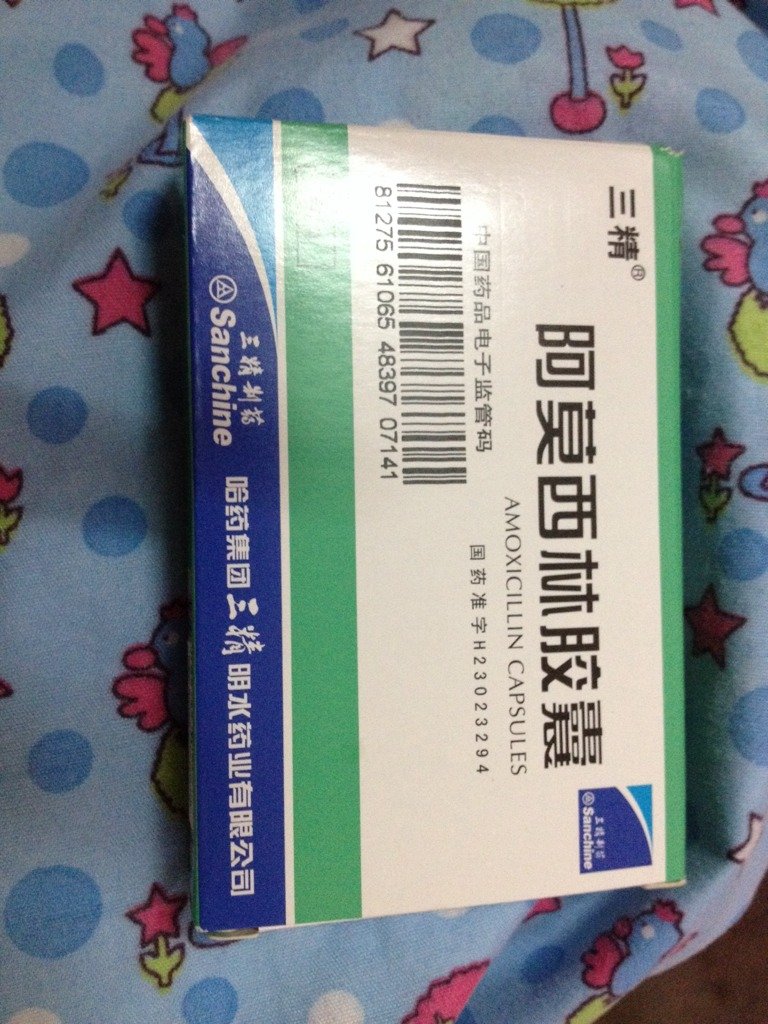 三精®
阿莫西林胶囊
AMOXICILLIN CAPSULES
国药准字H23023294
中国药品电子监管码
81275 61065 48397 07141
三精制药
Sanchine
三精制药
Sanchine
哈药集团三精明水药业有限公司